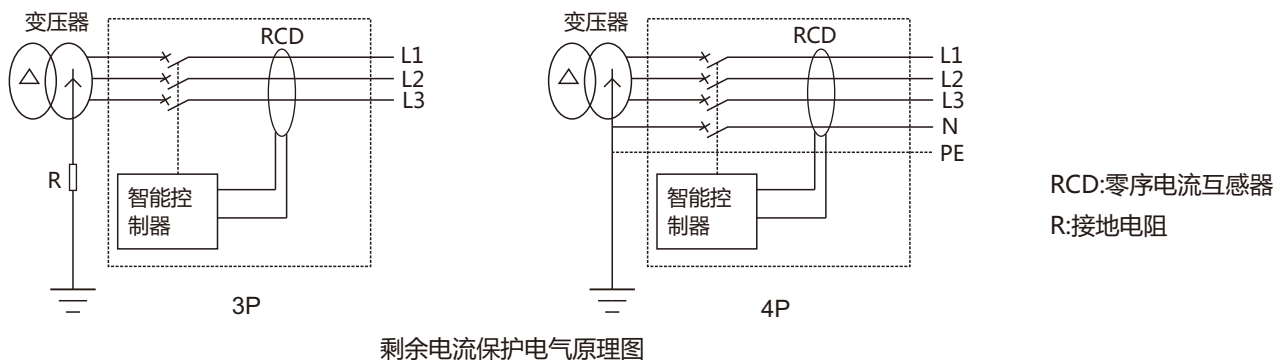 变压器
RCD
L1
L2
L3
R
智能控
制器
3P
变压器
RCD
L1
L2
L3
N
PE
智能控
制器
4P
RCD:零序电流互感器
R:接地电阻
剩余电流保护电气原理图